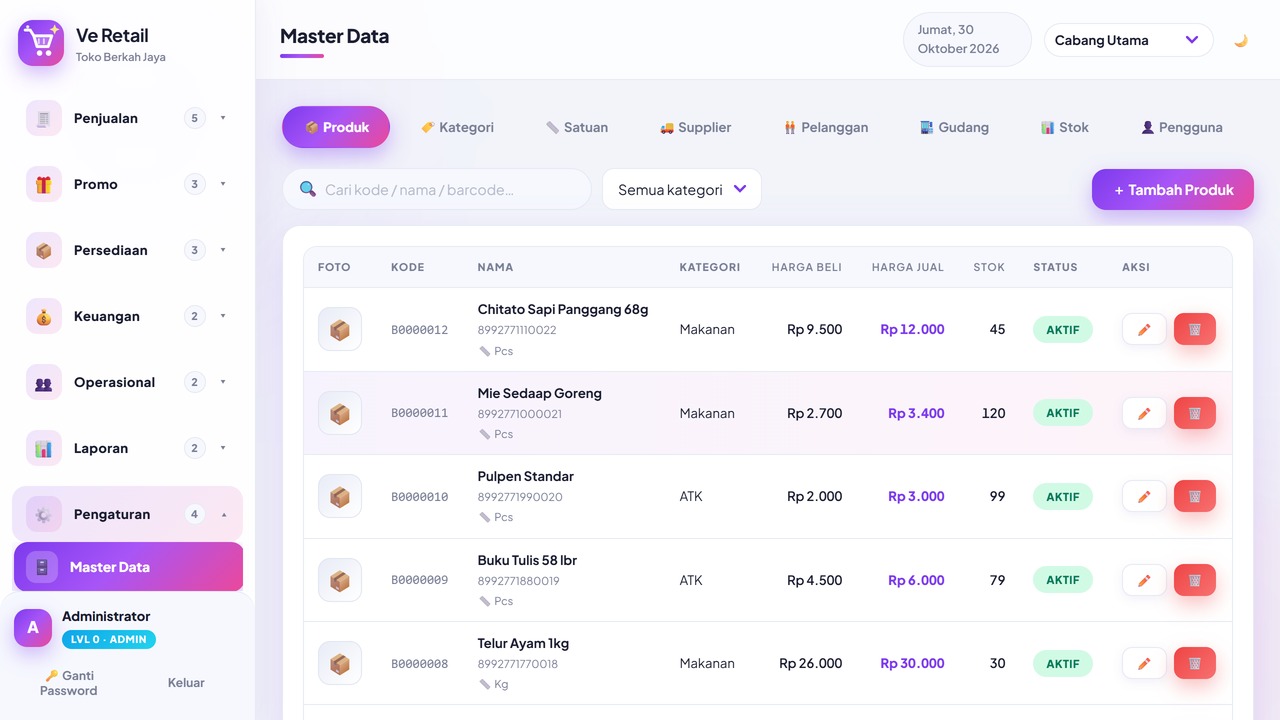 Ve Retail
Toko Berkah Jaya
Penjualan 5
Promo 3
Persediaan 3
Keuangan 2
Operasional 2
Laporan 2
Pengaturan 4
Master Data
A
Administrator
LVL 0 · ADMIN
Ganti
Password
Keluar
Master Data
Jumat, 30
Oktober 2026
Cabang Utama
Produk Kategori Satuan Supplier Pelanggan Gudang Stok Pengguna
Cari kode / nama / barcode...
Semua kategori
+ Tambah Produk
FOTO KODE NAMA KATEGORI HARGA BELI HARGA JUAL STOK STATUS AKSI
Chitato Sapi Panggang 68g
B0000012 8992771110022 Makanan Rp 9.500 Rp 12.000 45 AKTIF
Pcs
Mie Sedaap Goreng
B0000011 8992771000021 Makanan Rp 2.700 Rp 3.400 120 AKTIF
Pcs
Pulpen Standar
B0000010 8992771990020 ATK Rp 2.000 Rp 3.000 99 AKTIF
Pcs
Buku Tulis 58 lbr
B0000009 8992771880019 ATK Rp 4.500 Rp 6.000 79 AKTIF
Pcs
Telur Ayam 1kg
B0000008 8992771770018 Makanan Rp 26.000 Rp 30.000 30 AKTIF
Kg